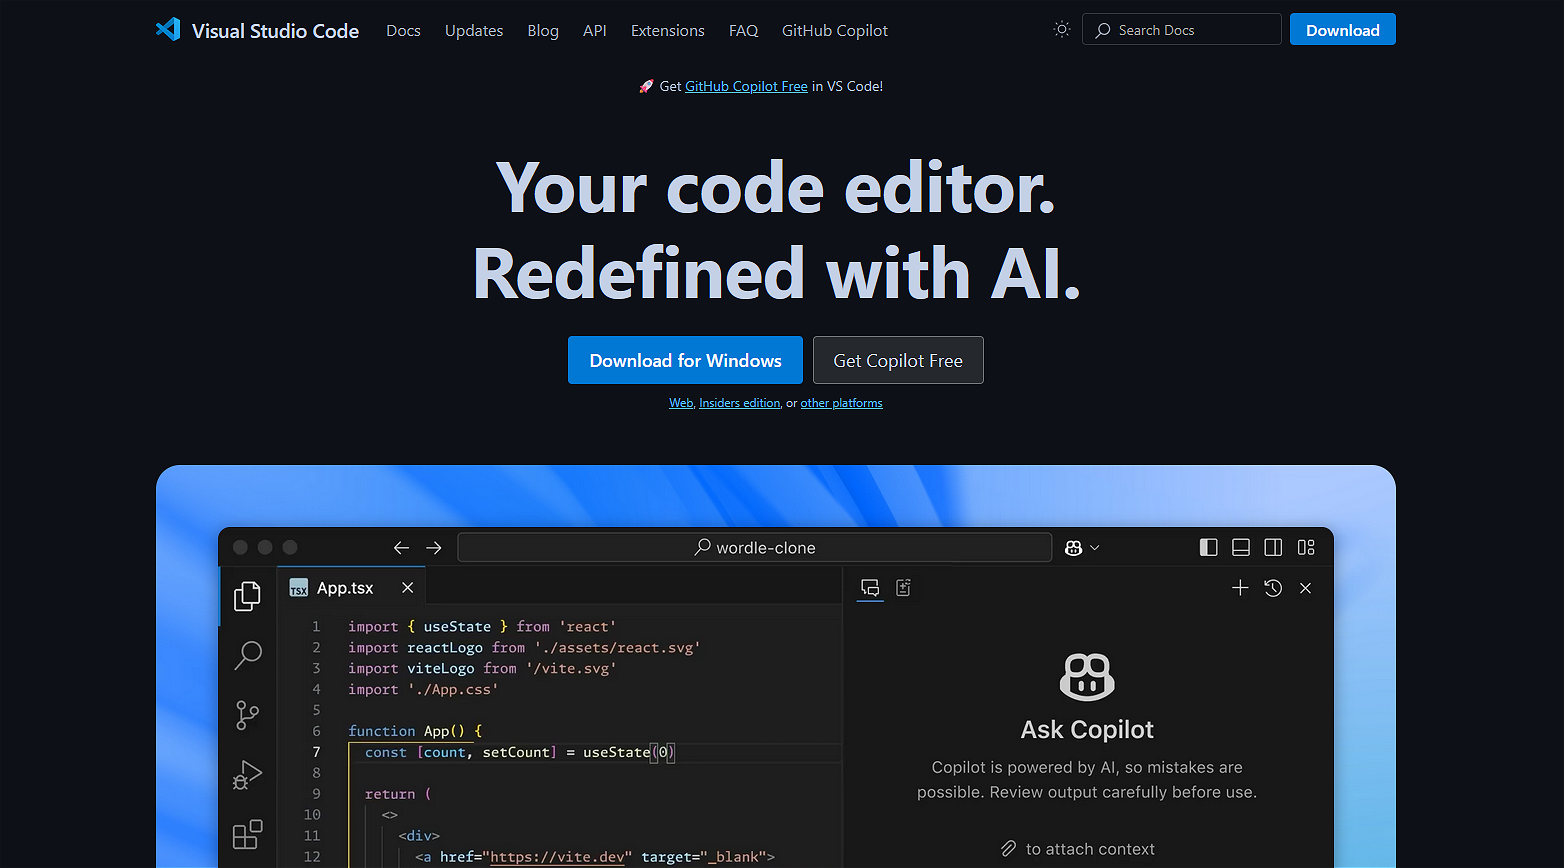 Visual Studio Code Docs Updates Blog API Extensions FAQ GitHub Copilot Search Docs Download
🚀 Get GitHub Copilot Free in VS Code!
Your code editor.
Redefined with AI.
Download for Windows Get Copilot Free
Web, Insiders edition, or other platforms
wordle-clone
TSX App.tsx
1 import { useState } from 'react'
2 import reactLogo from './assets/react.svg'
3 import viteLogo from '/vite.svg'
4 import './App.css'
5
6 function App() {
7 const [count, setCount] = useState(0)
8
9 return (
10 <>
11 <div>
12 <a href="https://vite.dev" target="_blank">
Ask Copilot
Copilot is powered by AI, so mistakes are
possible. Review output carefully before use.
to attach context